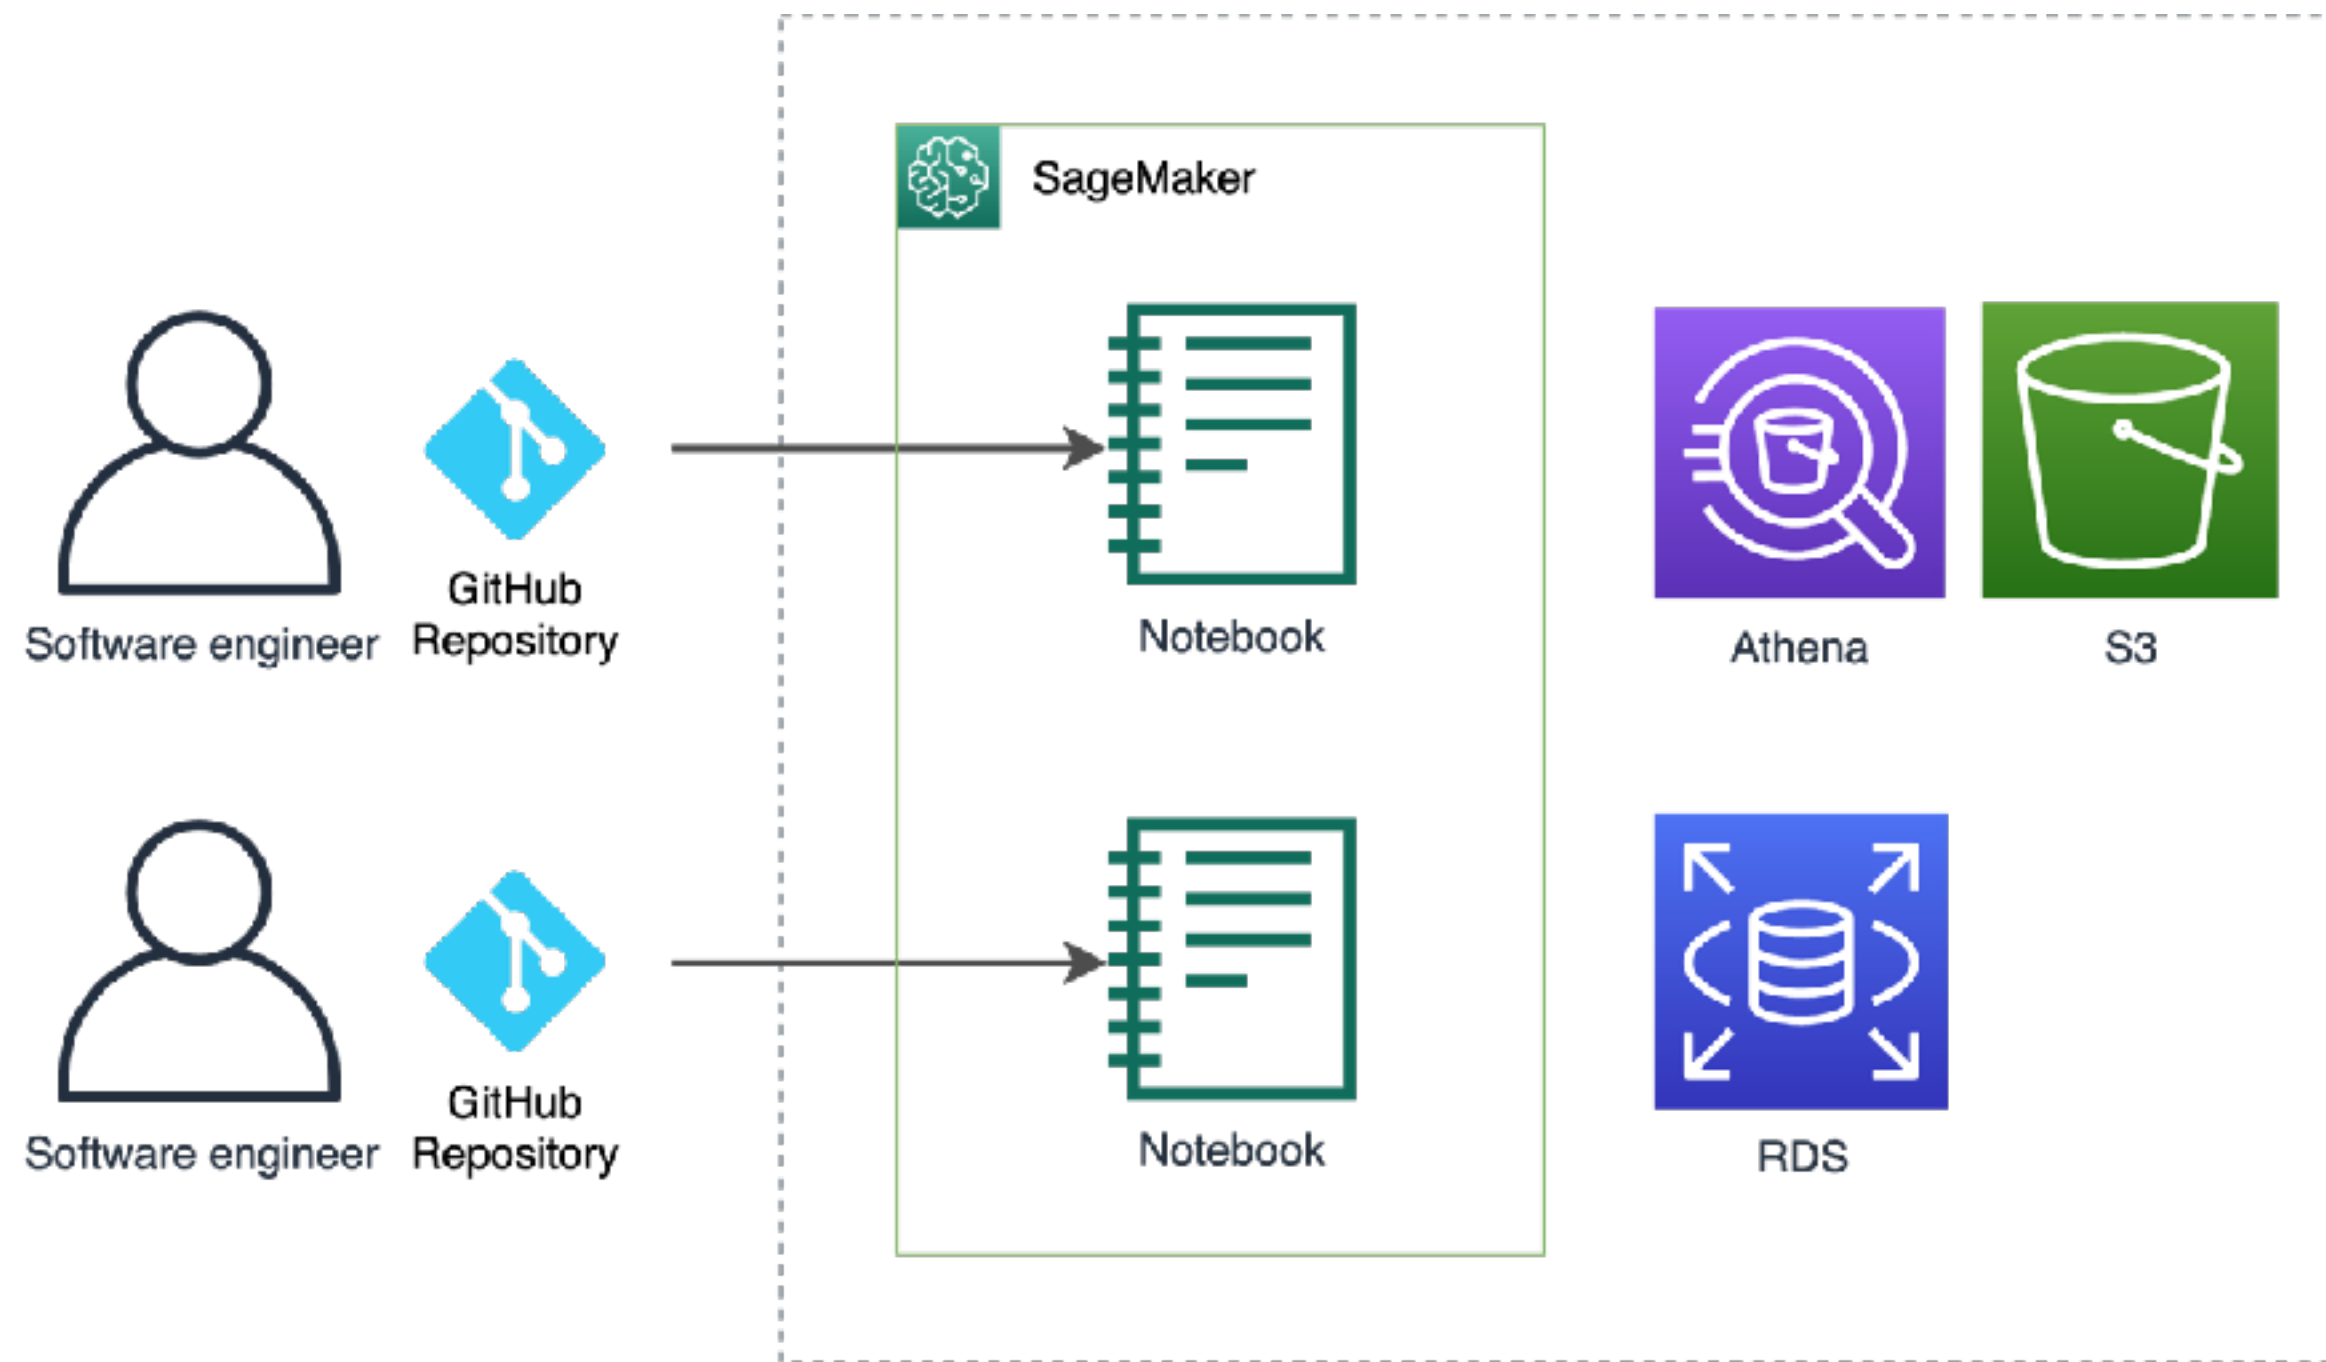 SageMaker
GitHub
Repository
Software engineer
Notebook
Athena
S3
GitHub
Repository
Software engineer
Notebook
RDS